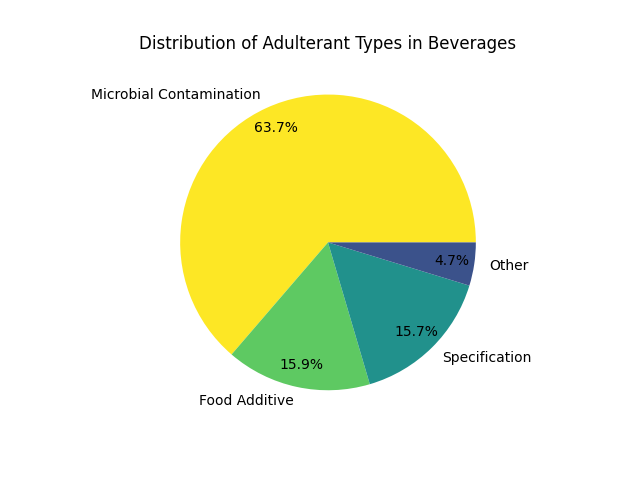 Distribution of Adulterant Types in Beverages
Microbial Contamination
63.7%
4.7%
Other
15.7%
Specification
15.9%
Food Additive